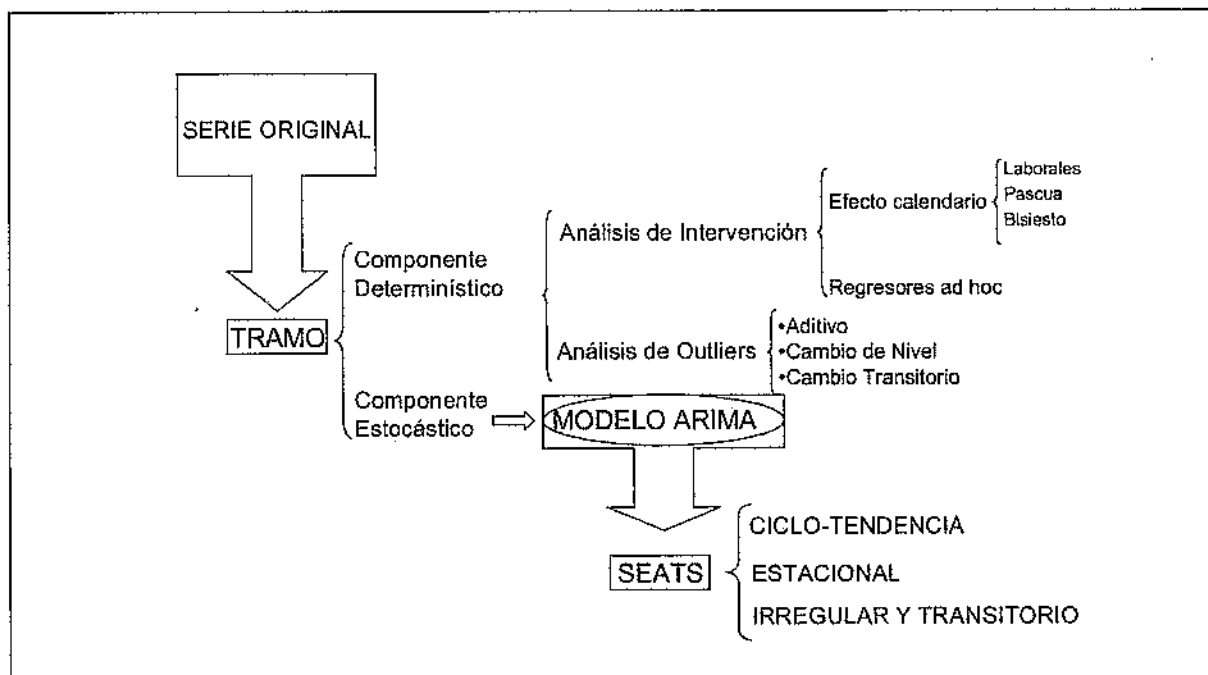 SERIE ORIGINAL
TRAMO
Componente
Determinístico
Análisis de Intervención
Efecto calendario
Laborales
Pascua
Bisiesto
Regresores ad hoc
Análisis de Outliers
•Aditivo
•Cambio de Nivel
•Cambio Transitorio
Componente
Estocástico
MODELO ARIMA
SEATS
CICLO-TENDENCIA
ESTACIONAL
IRREGULAR Y TRANSITORIO